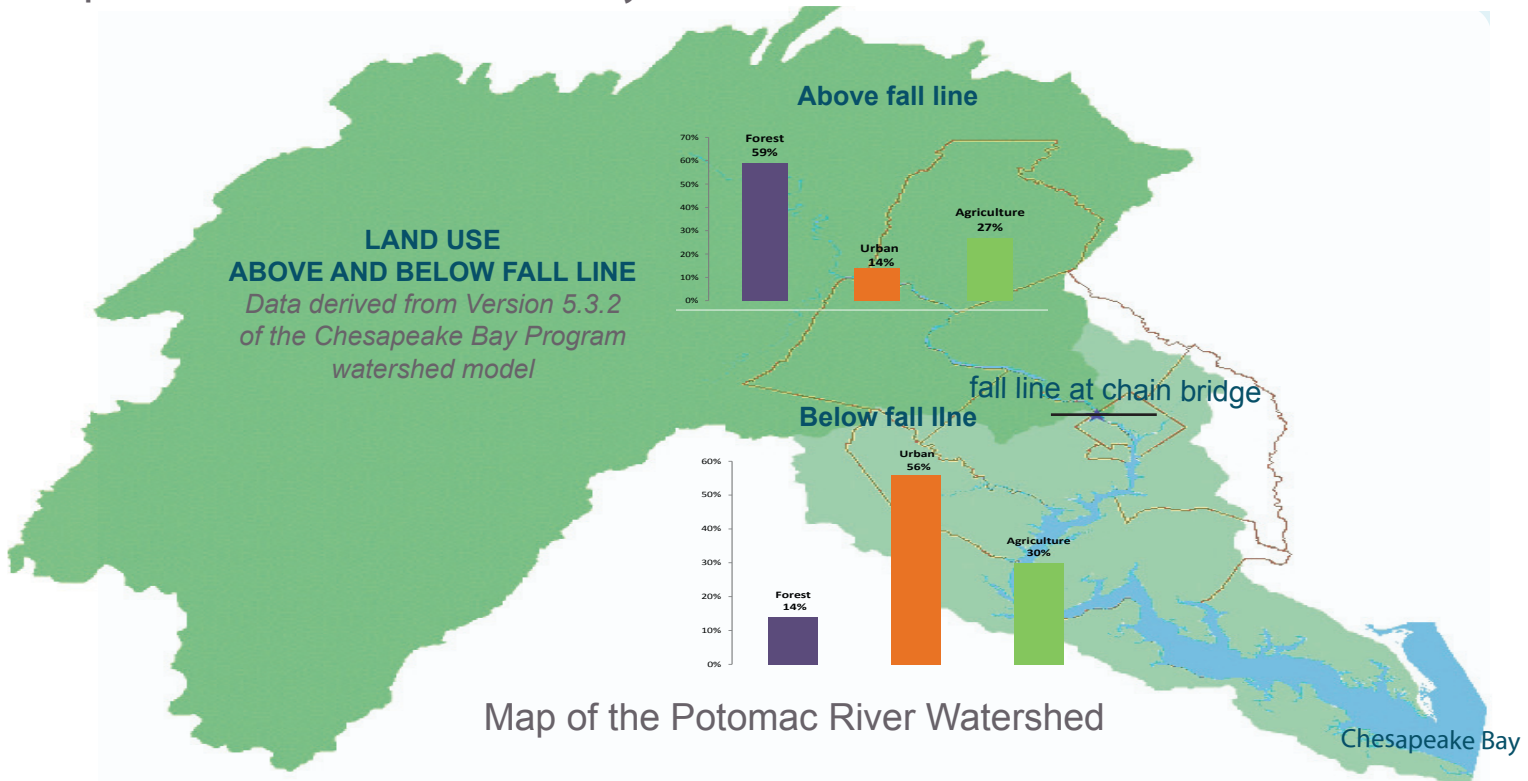 Above fall line
70%
60%
50%
40%
30%
20%
10%
0%
Forest
59%
Urban
14%
Agriculture
27%
LAND USE
ABOVE AND BELOW FALL LINE
Data derived from Version 5.3.2
of the Chesapeake Bay Program
watershed model
fall line at chain bridge
Below fall lIne
60%
50%
40%
30%
20%
10%
0%
Forest
14%
Urban
56%
Agriculture
30%
Map of the Potomac River Watershed
Chesapeake Bay